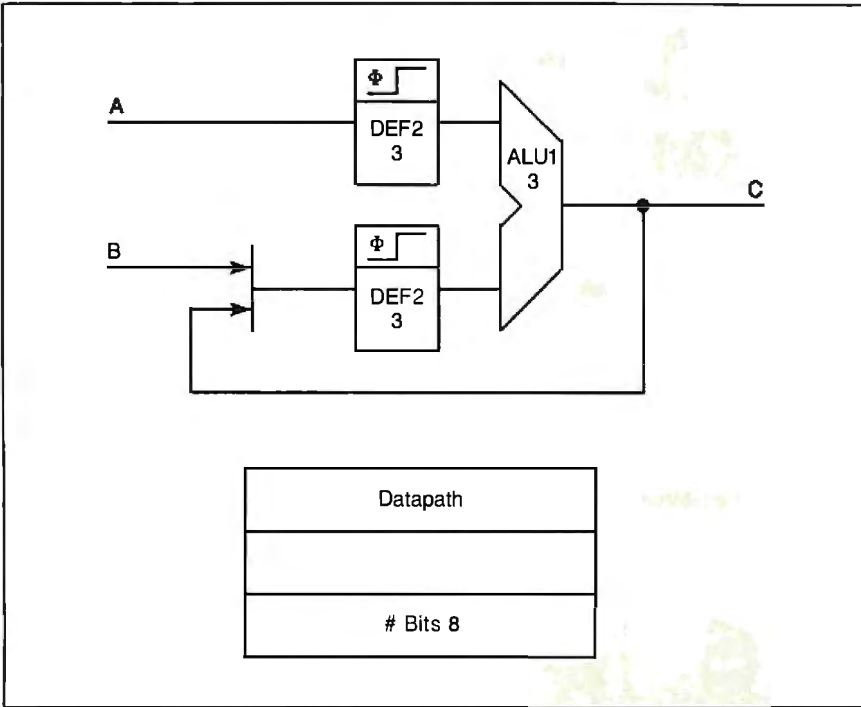 Φ
DEF2
3
A
ALU1
3
C
B
Φ
DEF2
3
Datapath
# Bits 8